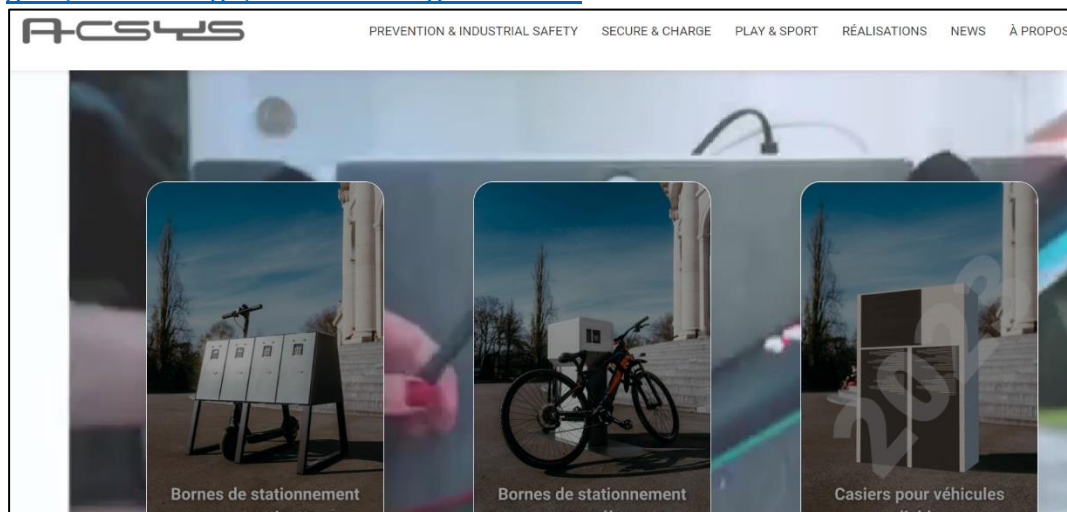 A-CSYS
PREVENTION & INDUSTRIAL SAFETY SECURE & CHARGE PLAY & SPORT RÉALISATIONS NEWS À PROPOS
2023
Bornes de stationnement Bornes de stationnement Casiers pour véhicules